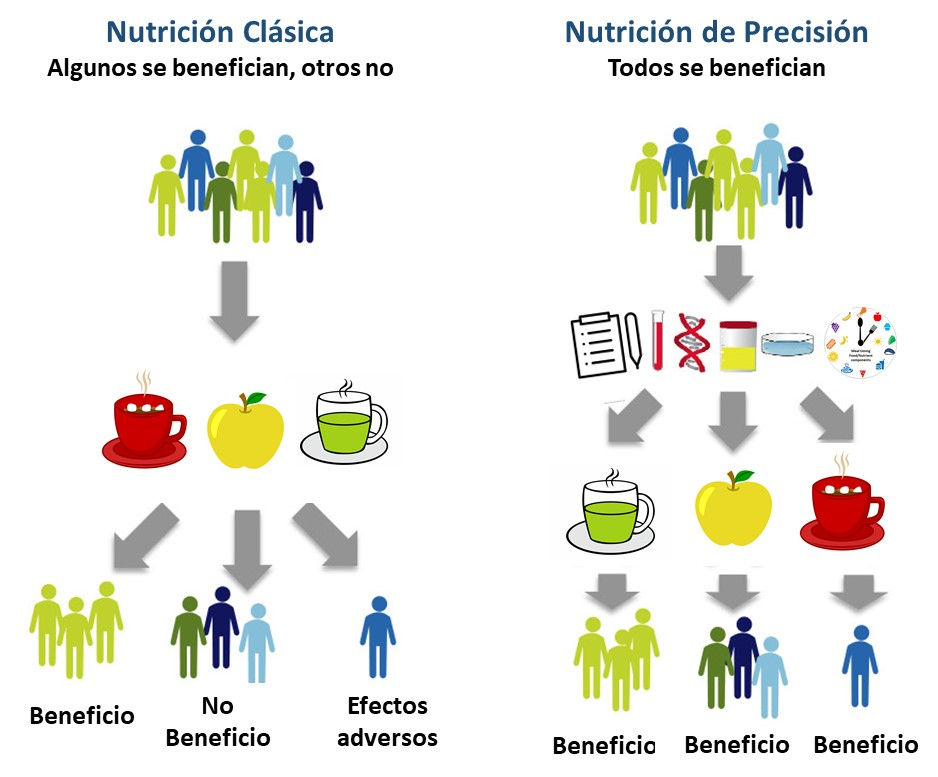 Nutrición Clásica
Algunos se benefician, otros no
Nutrición de Precisión
Todos se benefician
Meal timing
Food/Nutrient
components
Beneficio
No
Beneficio
Efectos
adversos
Beneficio
Beneficio
Beneficio